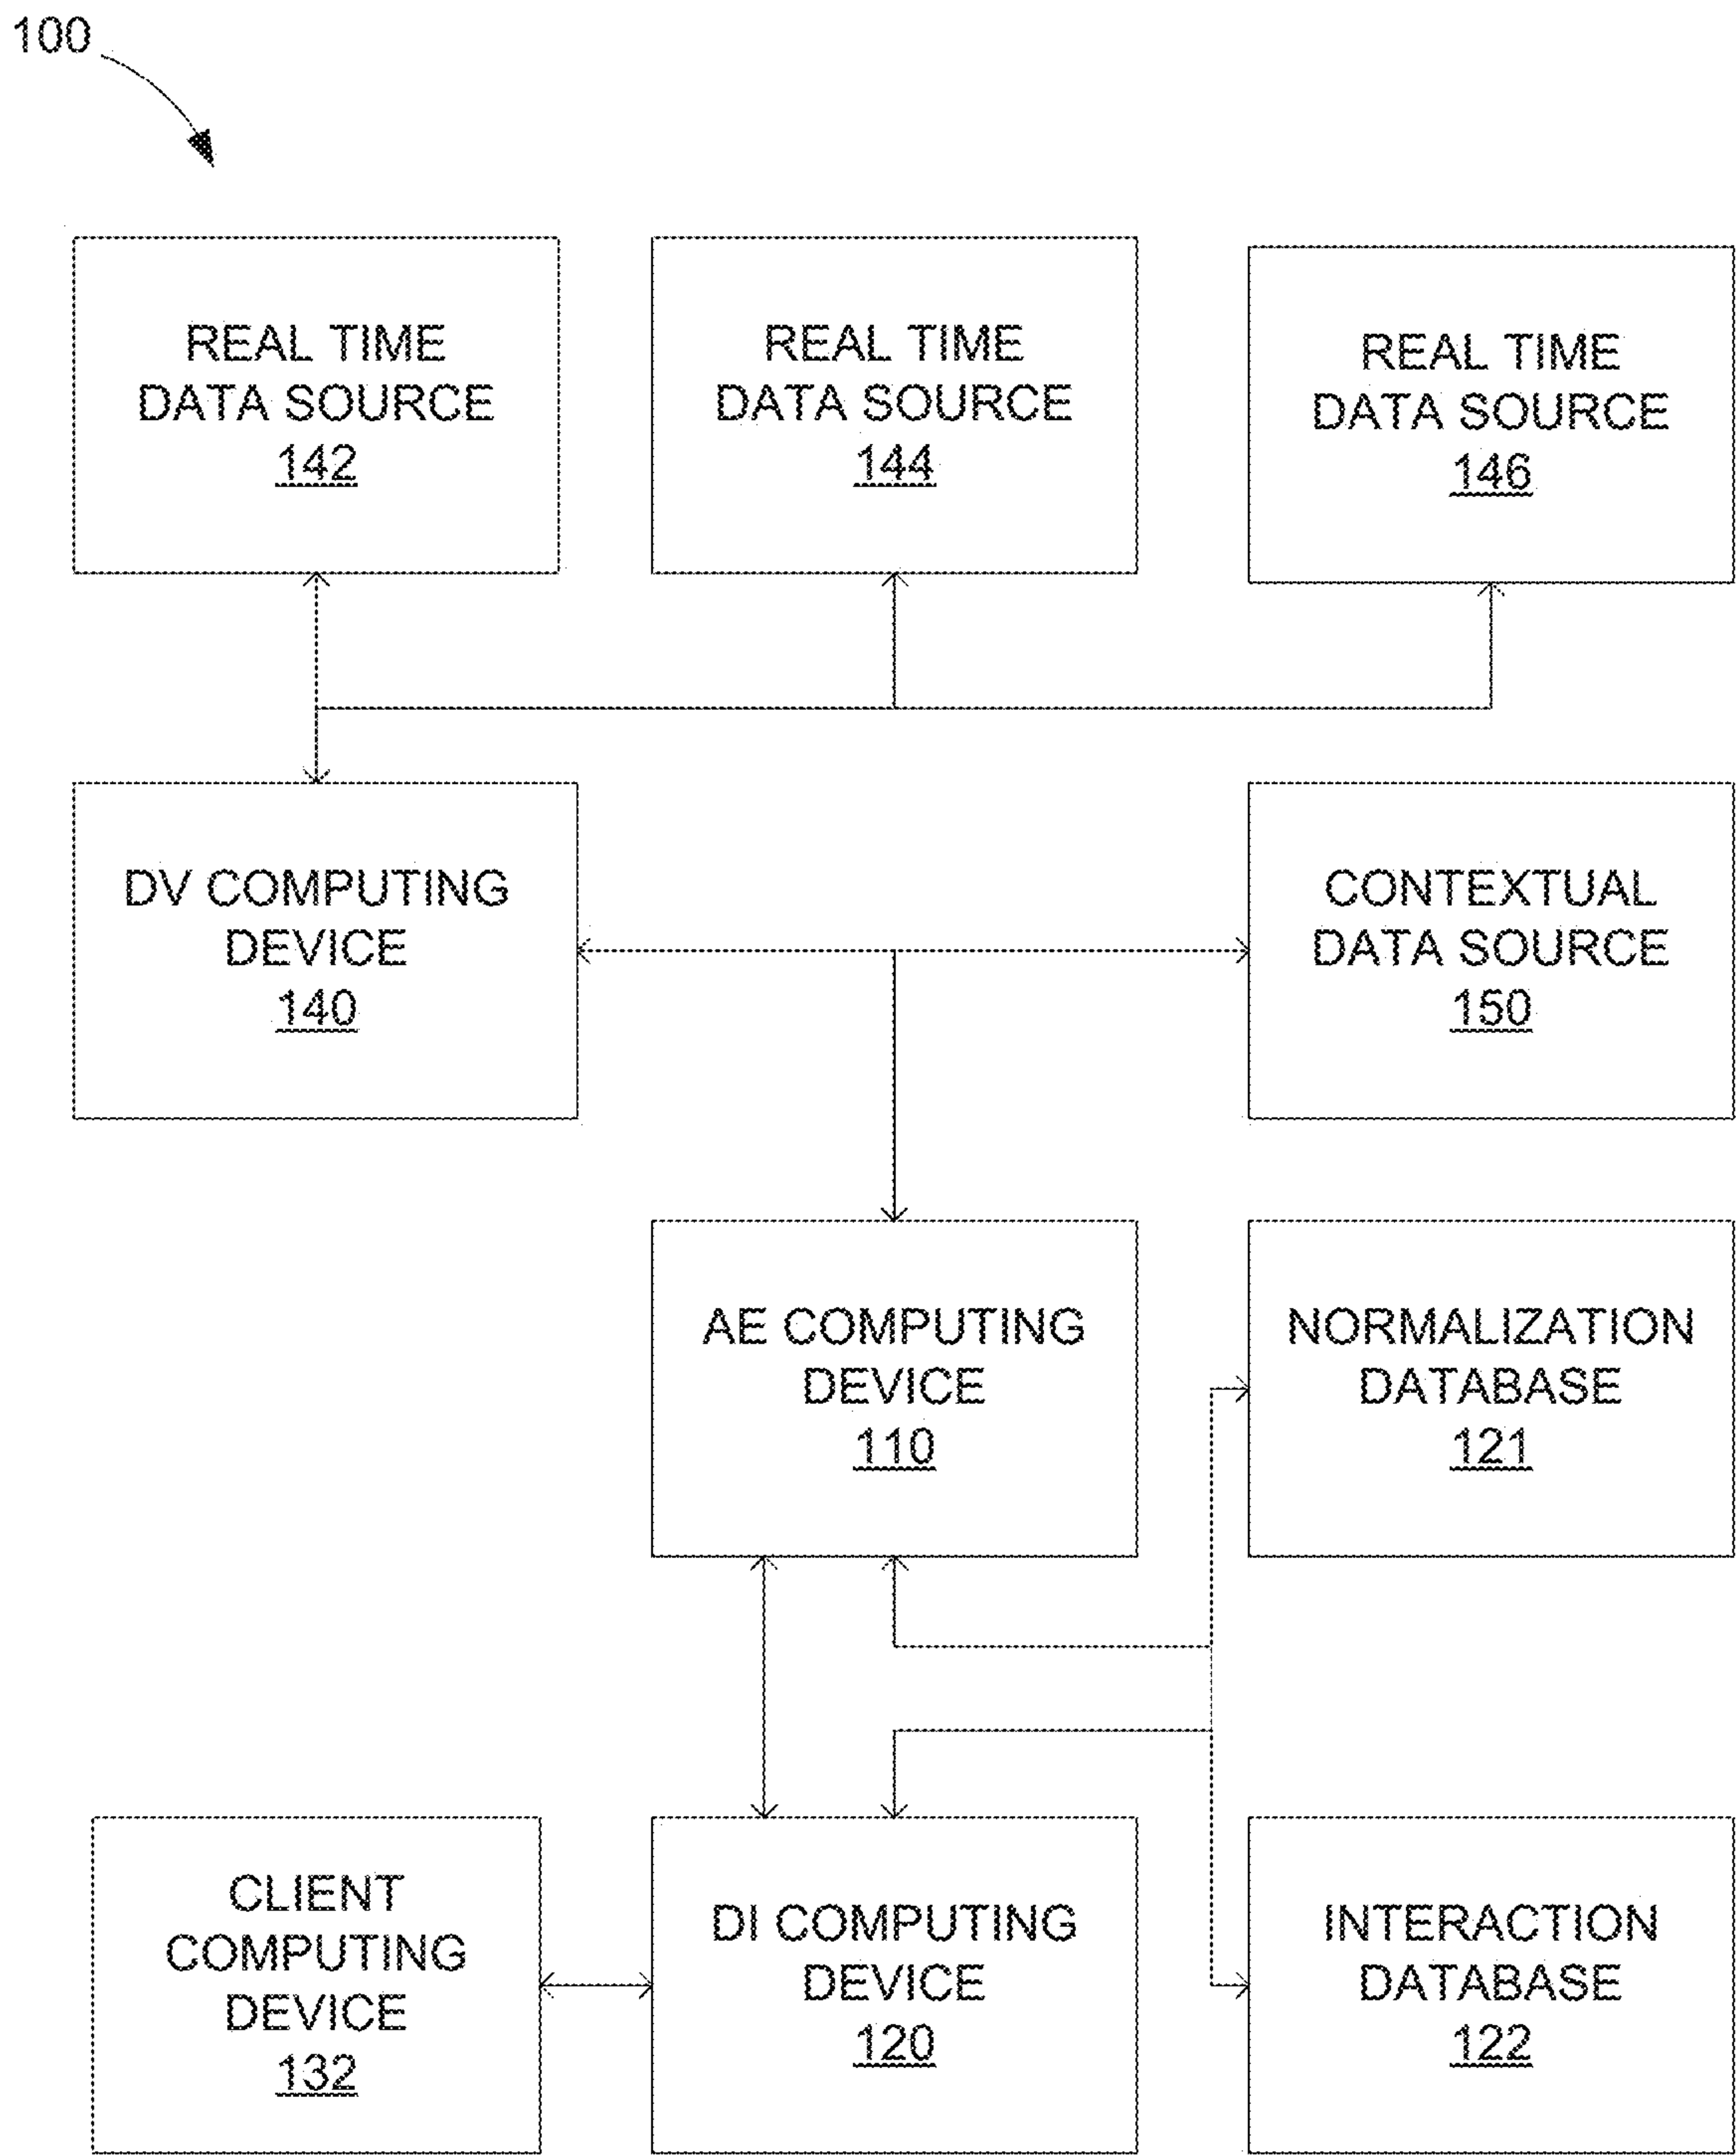 100
REAL TIME
DATA SOURCE
142
REAL TIME
DATA SOURCE
144
REAL TIME
DATA SOURCE
146
DV COMPUTING
DEVICE
140
CONTEXTUAL
DATA SOURCE
150
AE COMPUTING
DEVICE
110
NORMALIZATION
DATABASE
121
CLIENT
COMPUTING
DEVICE
132
DI COMPUTING
DEVICE
120
INTERACTION
DATABASE
122